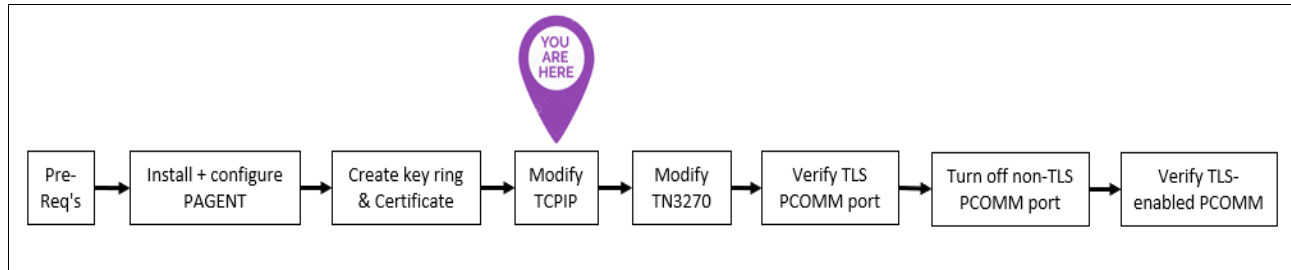 YOU
ARE
HERE
Pre-
Req's
Install + configure
PAGENT
Create key ring
& Certificate
Modify
TCPIP
Modify
TN3270
Verify TLS
PCOMM port
Turn off non-TLS
PCOMM port
Verify TLS-
enabled PCOMM